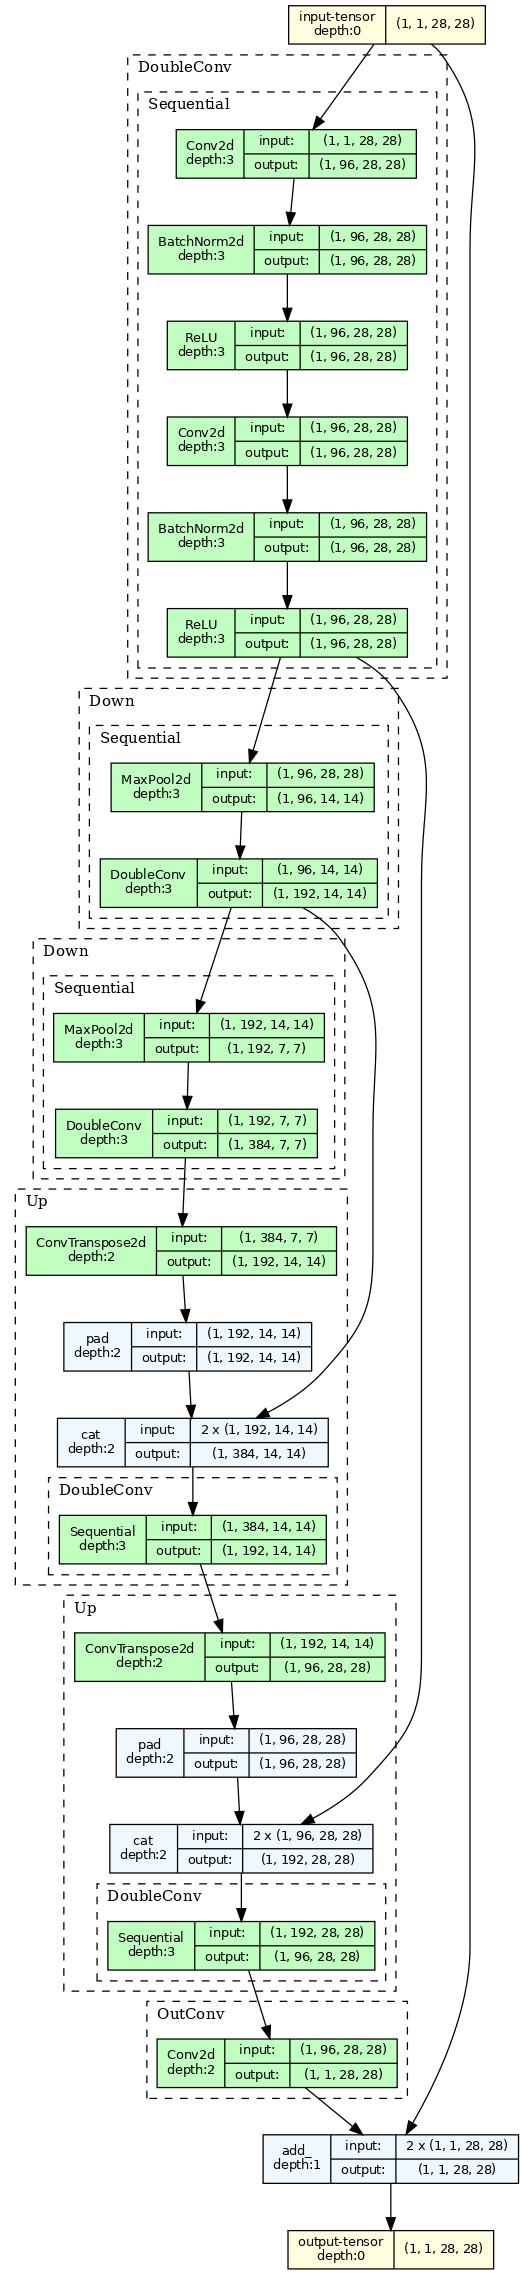 input-tensor
depth:0
(1, 1, 28, 28)
DoubleConv
Sequential
Conv2d
depth:3
input:
(1, 1, 28, 28)
output:
(1, 96, 28, 28)
BatchNorm2d
depth:3
input:
(1, 96, 28, 28)
output:
(1, 96, 28, 28)
ReLU
depth:3
input:
(1, 96, 28, 28)
output:
(1, 96, 28, 28)
Conv2d
depth:3
input:
(1, 96, 28, 28)
output:
(1, 96, 28, 28)
BatchNorm2d
depth:3
input:
(1, 96, 28, 28)
output:
(1, 96, 28, 28)
ReLU
depth:3
input:
(1, 96, 28, 28)
output:
(1, 96, 28, 28)
Down
Sequential
MaxPool2d
depth:3
input:
(1, 96, 28, 28)
output:
(1, 96, 14, 14)
DoubleConv
depth:3
input:
(1, 96, 14, 14)
output:
(1, 192, 14, 14)
Down
Sequential
MaxPool2d
depth:3
input:
(1, 192, 14, 14)
output:
(1, 192, 7, 7)
DoubleConv
depth:3
input:
(1, 192, 7, 7)
output:
(1, 384, 7, 7)
Up
ConvTranspose2d
depth:2
input:
(1, 384, 7, 7)
output:
(1, 192, 14, 14)
pad
depth:2
input:
(1, 192, 14, 14)
output:
(1, 192, 14, 14)
cat
depth:2
input:
2 x (1, 192, 14, 14)
output:
(1, 384, 14, 14)
DoubleConv
Sequential
depth:3
input:
(1, 384, 14, 14)
output:
(1, 192, 14, 14)
Up
ConvTranspose2d
depth:2
input:
(1, 192, 14, 14)
output:
(1, 96, 28, 28)
pad
depth:2
input:
(1, 96, 28, 28)
output:
(1, 96, 28, 28)
cat
depth:2
input:
2 x (1, 96, 28, 28)
output:
(1, 192, 28, 28)
DoubleConv
Sequential
depth:3
input:
(1, 192, 28, 28)
output:
(1, 96, 28, 28)
OutConv
Conv2d
depth:2
input:
(1, 96, 28, 28)
output:
(1, 1, 28, 28)
add_
depth:1
input:
2 x (1, 1, 28, 28)
output:
(1, 1, 28, 28)
output-tensor
depth:0
(1, 1, 28, 28)